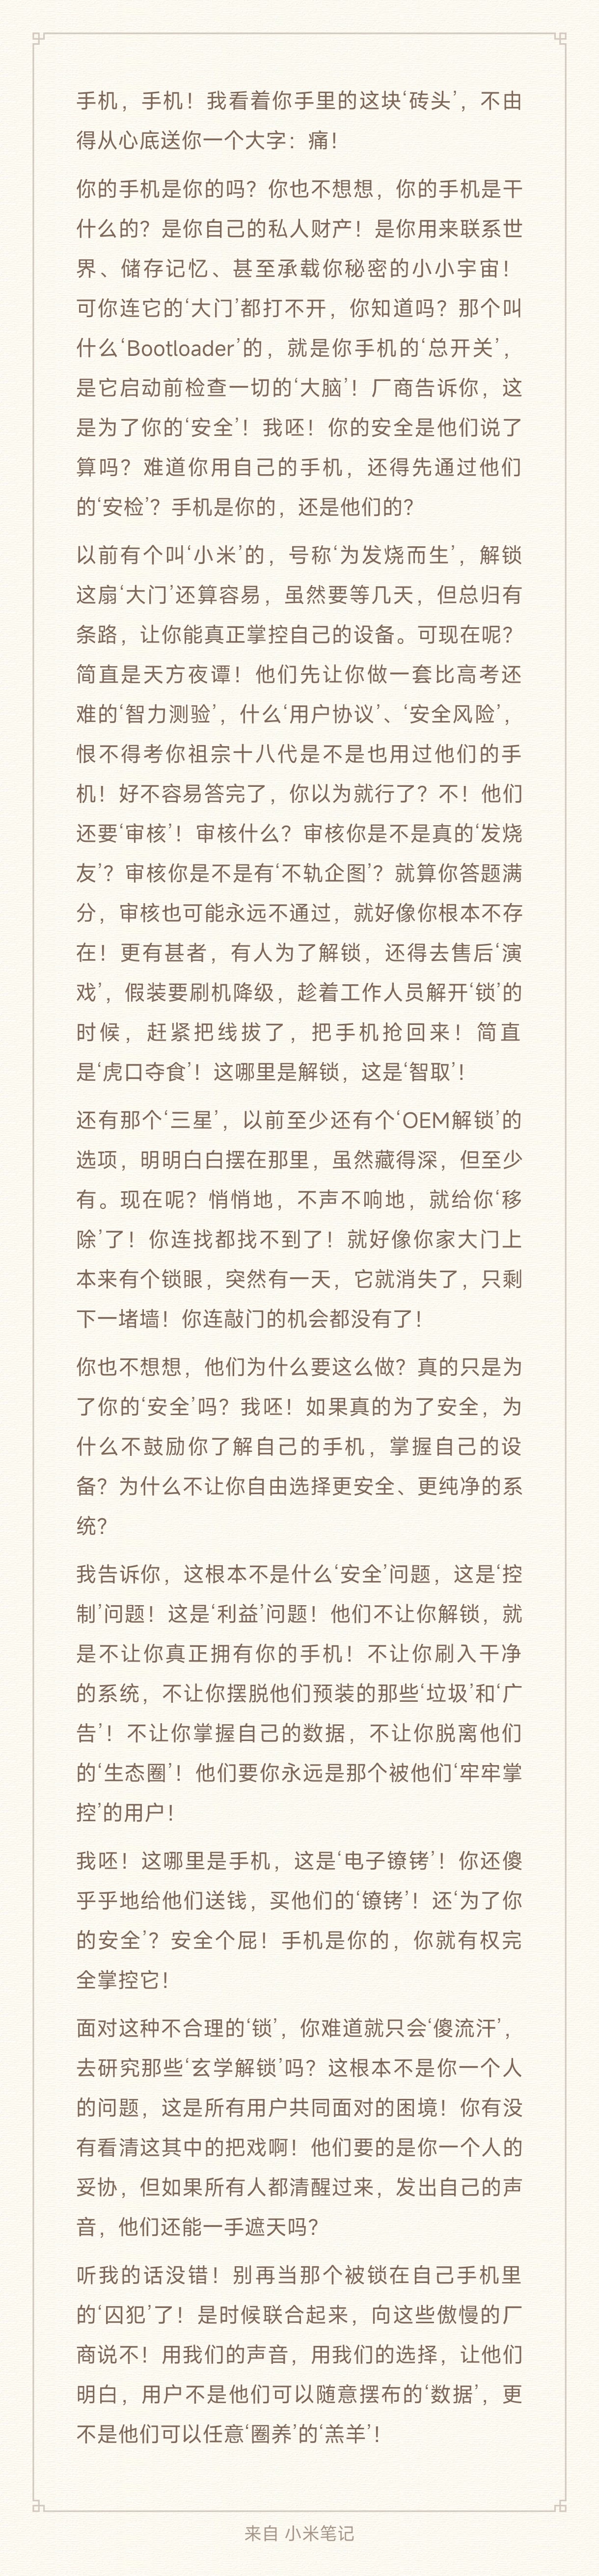 手机，手机！我看着你手里的这块‘砖头’，不由
得从心底送你一个大字：痛！
你的手机是你的吗？你也不想想，你的手机是干
什么的？是你自己的私人财产！是你用来联系世
界、储存记忆、甚至承载你秘密的小小宇宙！
可你连它的‘大门’都打不开，你知道吗？那个叫
什么‘Bootloader’的，就是你手机的‘总开关’，
是它启动前检查一切的‘大脑’！厂商告诉你，这
是为了你的‘安全’！我呸！你的安全是他们说了
算吗？难道你用自己的手机，还得先通过他们
的‘安检’？手机是你的，还是他们的？
以前有个叫‘小米’的，号称‘为发烧而生’，解锁
这扇‘大门’还算容易，虽然要等几天，但总归有
条路，让你能真正掌控自己的设备。可现在呢？
简直是天方夜谭！他们先让你做一套比高考还
难的‘智力测验’，什么‘用户协议’、‘安全风险’，
恨不得考你祖宗十八代是不是也用过他们的手
机！好不容易答完了，你以为就行了？不！他们
还要‘审核’！审核什么？审核你是不是真的‘发烧
友’？审核你是不是有‘不轨企图’？就算你答题满
分，审核也可能永远不通过，就好像你根本不存
在！更有甚者，有人为了解锁，还得去售后‘演
戏’，假装要刷机降级，趁着工作人员解开‘锁’的
时候，赶紧把线拔了，把手机抢回来！简直
是‘虎口夺食’！这哪里是解锁，这是‘智取’！
还有那个‘三星’，以前至少还有个‘OEM解锁’的
选项，明明白白摆在那里，虽然藏得深，但至少
有。现在呢？悄悄地，不声不响地，就给你‘移
除’了！你连找都找不到了！就好像你家大门上
本来有个锁眼，突然有一天，它就消失了，只剩
下一堵墙！你连敲门的机会都没有了！
你也不想想，他们为什么要这么做？真的只是为
了你的‘安全’吗？我呸！如果真的为了安全，为
什么不鼓励你了解自己的手机，掌握自己的设
备？为什么不让你自由选择更安全、更纯净的系
统？
我告诉你，这根本不是什么‘安全’问题，这是‘控
制’问题！这是‘利益’问题！他们不让你解锁，就
是不让你真正拥有你的手机！不让你刷入干净
的系统，不让你摆脱他们预装的那些‘垃圾’和‘广
告’！不让你掌握自己的数据，不让你脱离他们
的‘生态圈’！他们要你永远是那个被他们‘牢牢掌
控’的用户！
我呸！这哪里是手机，这是‘电子镣铐’！你还傻
乎乎地给他们送钱，买他们的‘镣铐’！还‘为了你
的安全’？安全个屁！手机是你的，你就有权完
全掌控它！
面对这种不合理的‘锁’，你难道就只会‘傻流汗’，
去研究那些‘玄学解锁’吗？这根本不是你一个人
的问题，这是所有用户共同面对的困境！你有没
有看清这其中的把戏啊！他们要的是你一个人的
妥协，但如果所有人都清醒过来，发出自己的声
音，他们还能一手遮天吗？
听我的话没错！别再当那个被锁在自己手机里
的‘囚犯’了！是时候联合起来，向这些傲慢的厂
商说不！用我们的声音，用我们的选择，让他们
明白，用户不是他们可以随意摆布的‘数据’，更
不是他们可以任意‘圈养’的‘羔羊’！
来自 小米笔记